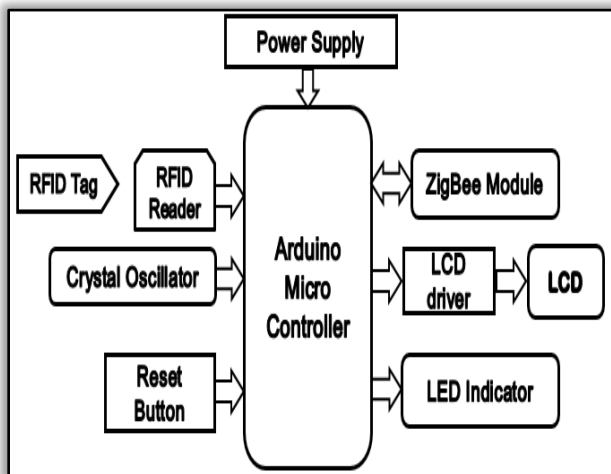 Power Supply
RFID Tag
RFID
Reader
ZigBee Module
Crystal Oscillator
Arduino
Micro
Controller
LCD
driver
LCD
Reset
Button
LED Indicator